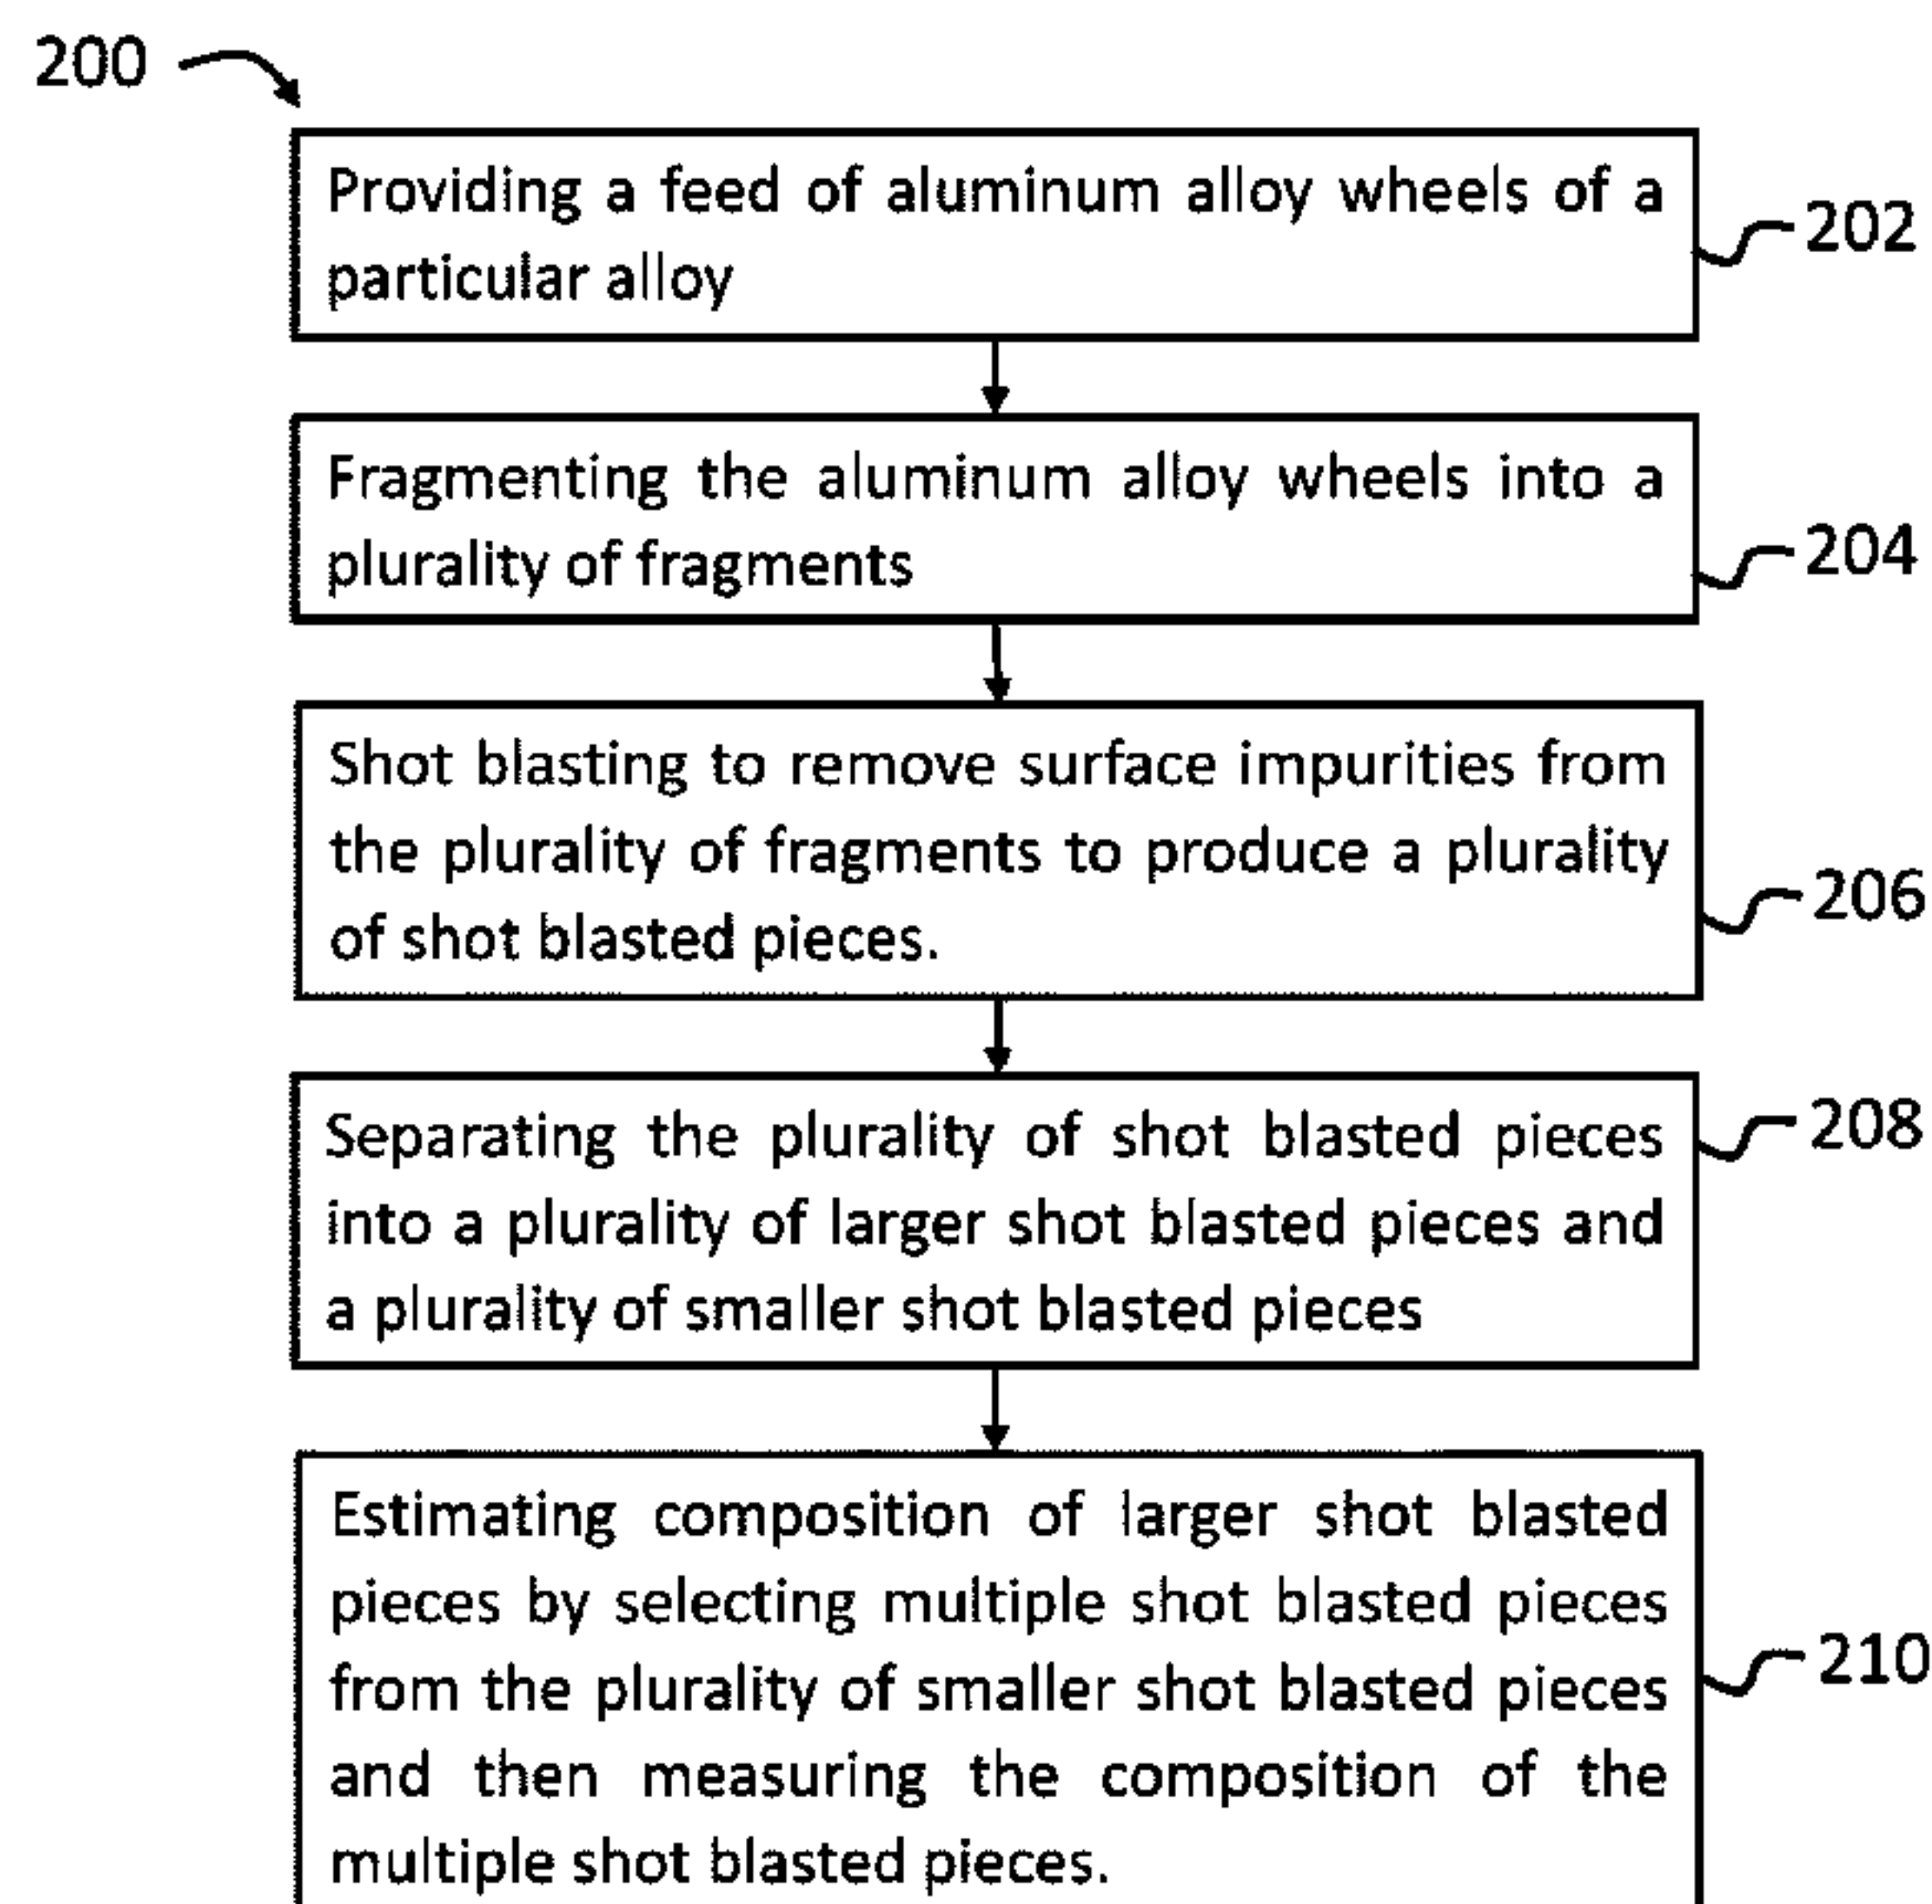 200
Providing a feed of aluminum alloy wheels of a
particular alloy
202
Fragmenting the aluminum alloy wheels into a
plurality of fragments
204
Shot blasting to remove surface impurities from
the plurality of fragments to produce a plurality
of shot blasted pieces.
206
Separating the plurality of shot blasted pieces
into a plurality of larger shot blasted pieces and
a plurality of smaller shot blasted pieces
208
Estimating composition of larger shot blasted
pieces by selecting multiple shot blasted pieces
from the plurality of smaller shot blasted pieces
and then measuring the composition of the
multiple shot blasted pieces.
210